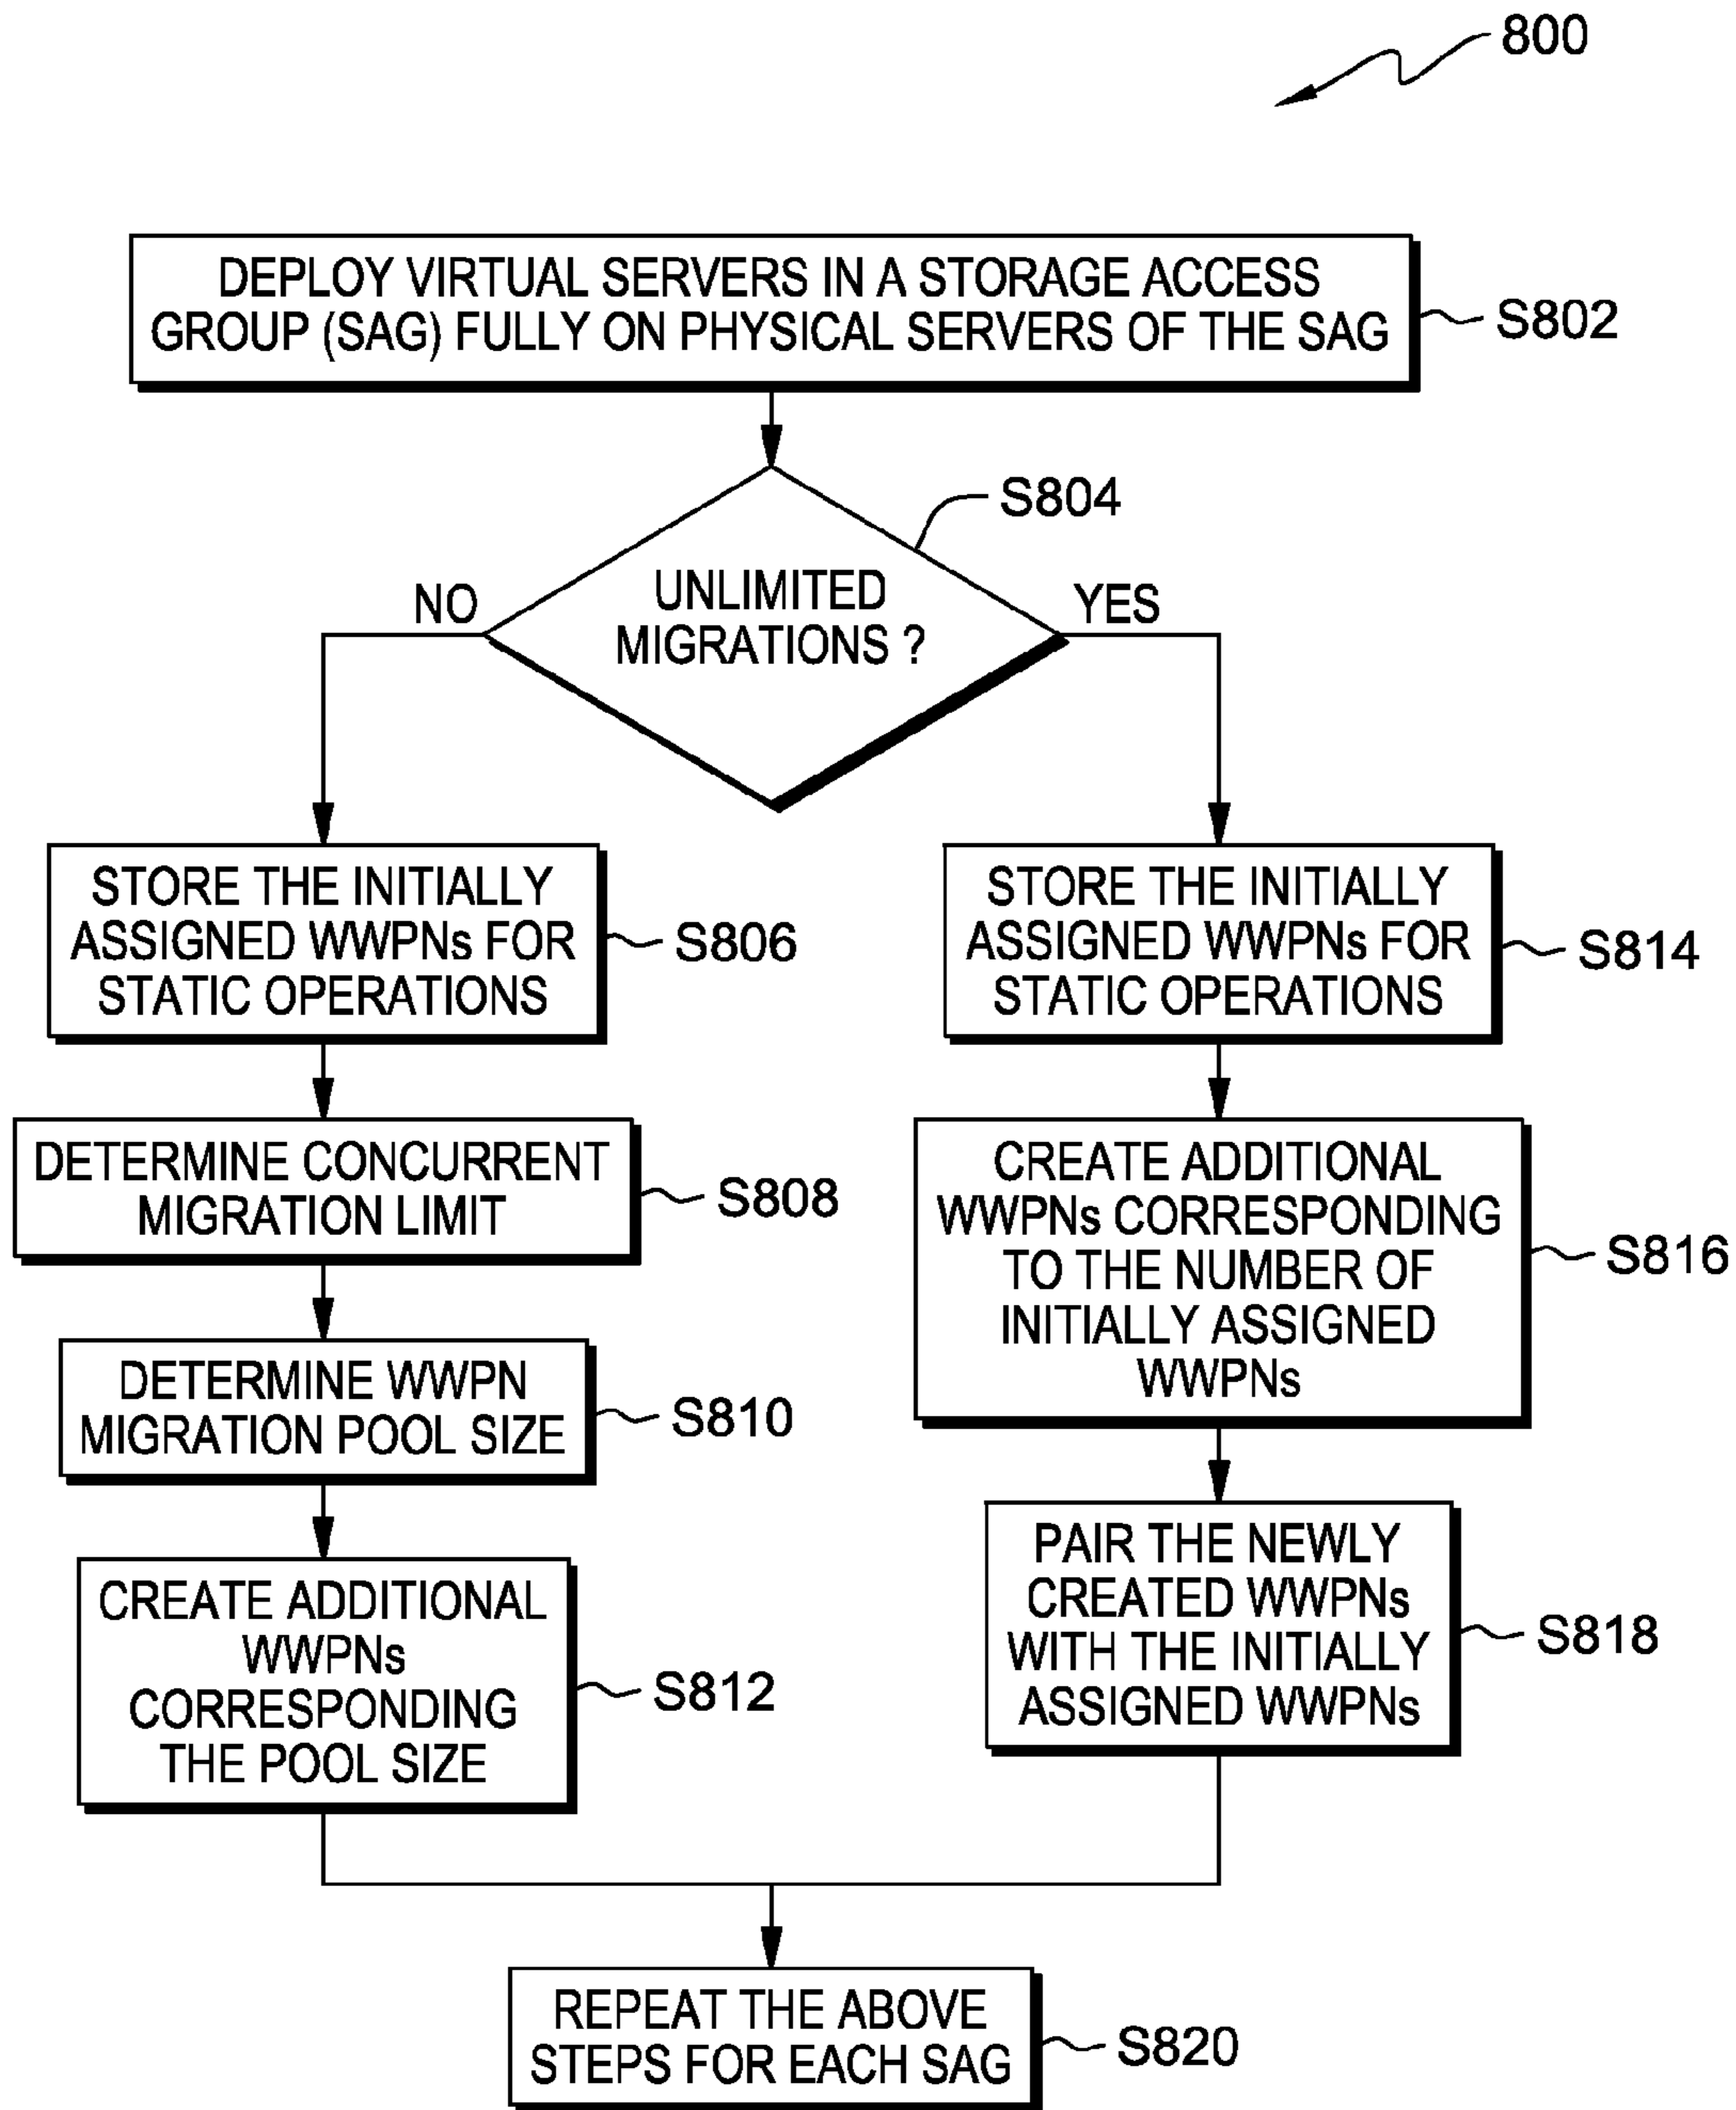 800
DEPLOY VIRTUAL SERVERS IN A STORAGE ACCESS
GROUP (SAG) FULLY ON PHYSICAL SERVERS OF THE SAG
S802
S804
UNLIMITED
MIGRATIONS ?
NO
YES
STORE THE INITIALLY
ASSIGNED WWPNs FOR
STATIC OPERATIONS
S806
DETERMINE CONCURRENT
MIGRATION LIMIT
S808
DETERMINE WWPN
MIGRATION POOL SIZE
S810
CREATE ADDITIONAL
WWPNs
CORRESPONDING
THE POOL SIZE
S812
STORE THE INITIALLY
ASSIGNED WWPNs FOR
STATIC OPERATIONS
S814
CREATE ADDITIONAL
WWPNs CORRESPONDING
TO THE NUMBER OF
INITIALLY ASSIGNED
WWPNs
S816
PAIR THE NEWLY
CREATED WWPNs
WITH THE INITIALLY
ASSIGNED WWPNs
S818
REPEAT THE ABOVE
STEPS FOR EACH SAG
S820